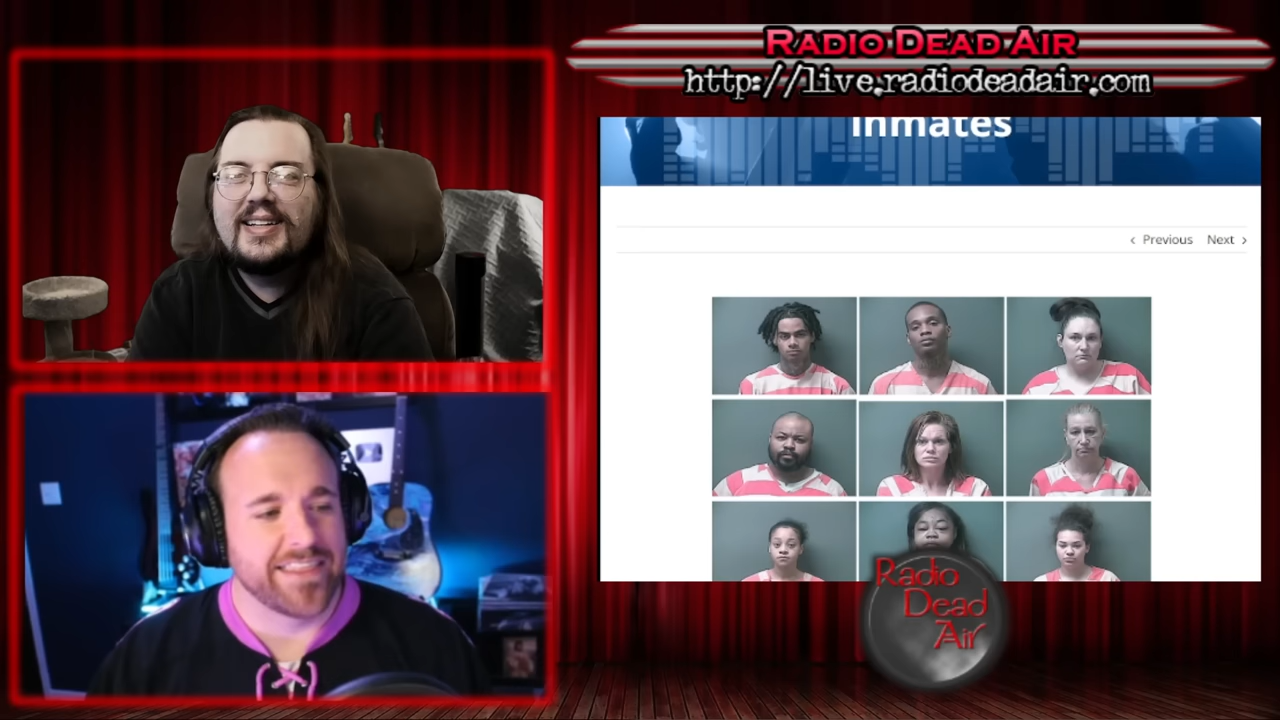 Radio Dead Air
http://live.radiodeadair.com
Inmates
‹ Previous Next ›
Radio
Dead
Air